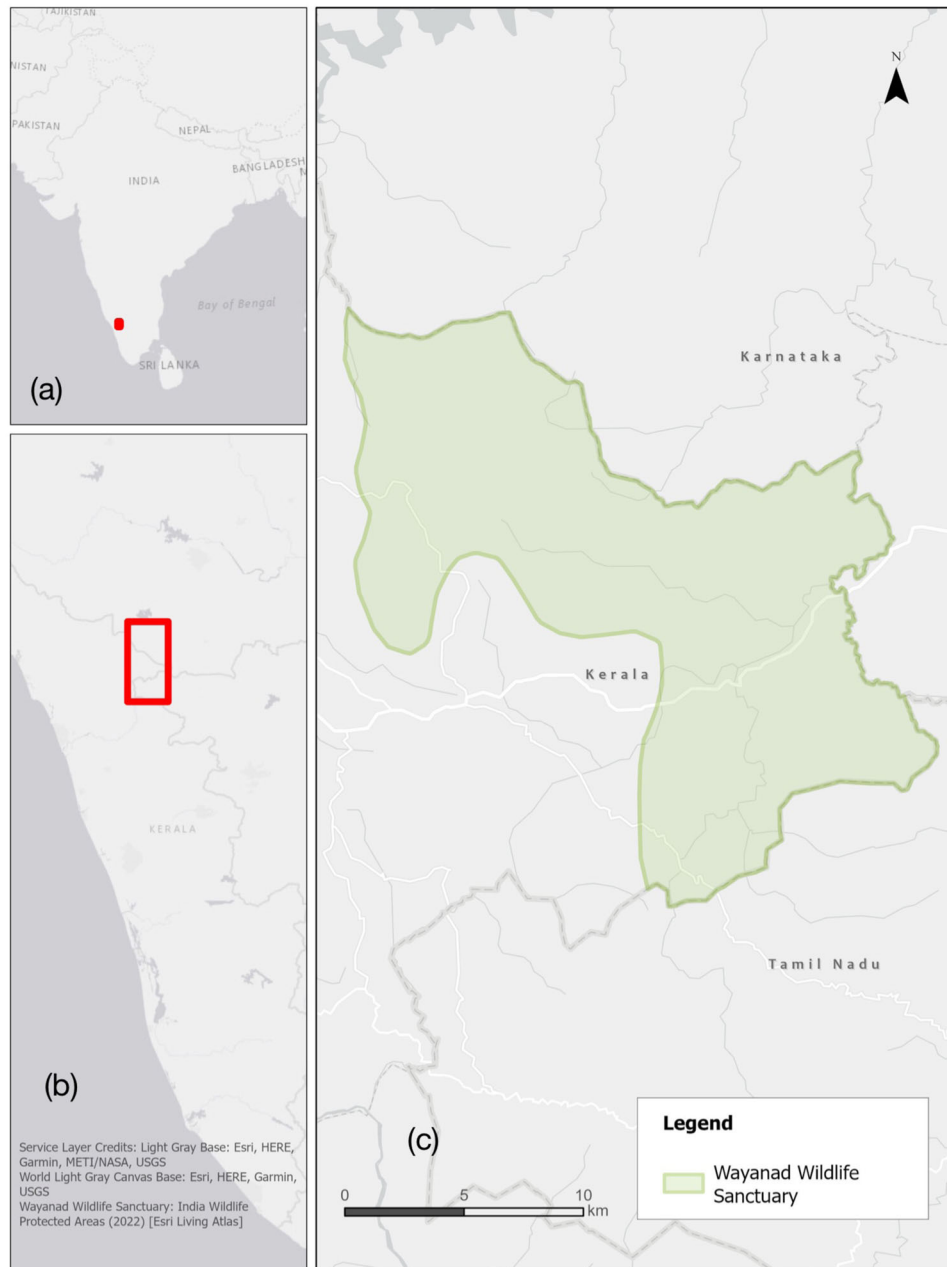 TAJIKISTAN
NISTAN
PAKISTAN
NEPAL
BANGLADESH
M
INDIA
Bay of Bengal
SRI LANKA
(a)
KERALA
(b)
Service Layer Credits: Light Gray Base: Esri, HERE,
Garmin, METI/NASA, USGS
World Light Gray Canvas Base: Esri, HERE, Garmin,
USGS
Wayanad Wildlife Sanctuary: India Wildlife
Protected Areas (2022) [Esri Living Atlas]
N
Karnataka
Kerala
Tamil Nadu
(c)
0 5 10
km
Legend
Wayanad Wildlife
Sanctuary